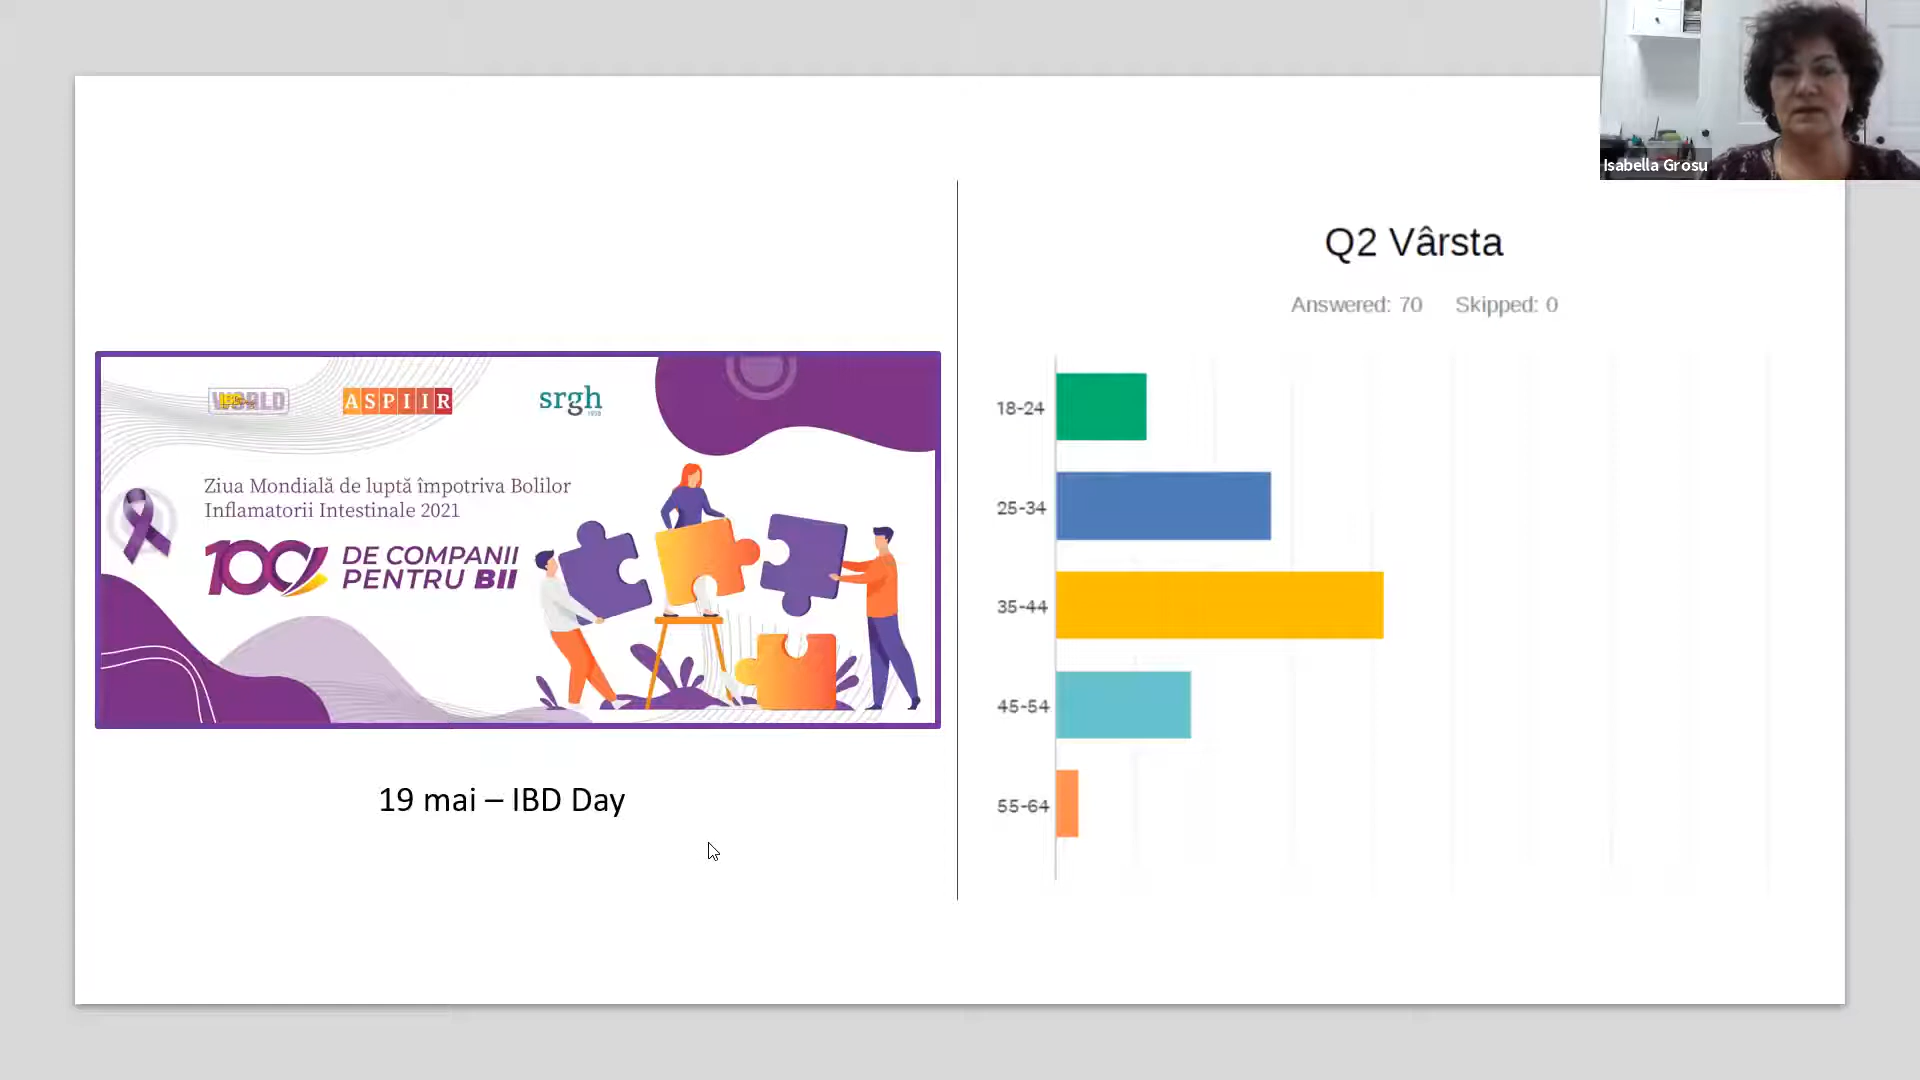 Isabella Grosu
WORLD
ASPIIR
srgh
Ziua Mondială de luptă împotriva Bolilor
Inflamatorii Intestinale 2021
100 DE COMPANII
PENTRU BII
19 mai – IBD Day
Q2 Vârsta
Answered: 70 Skipped: 0
18-24
25-34
35-44
45-54
55-64